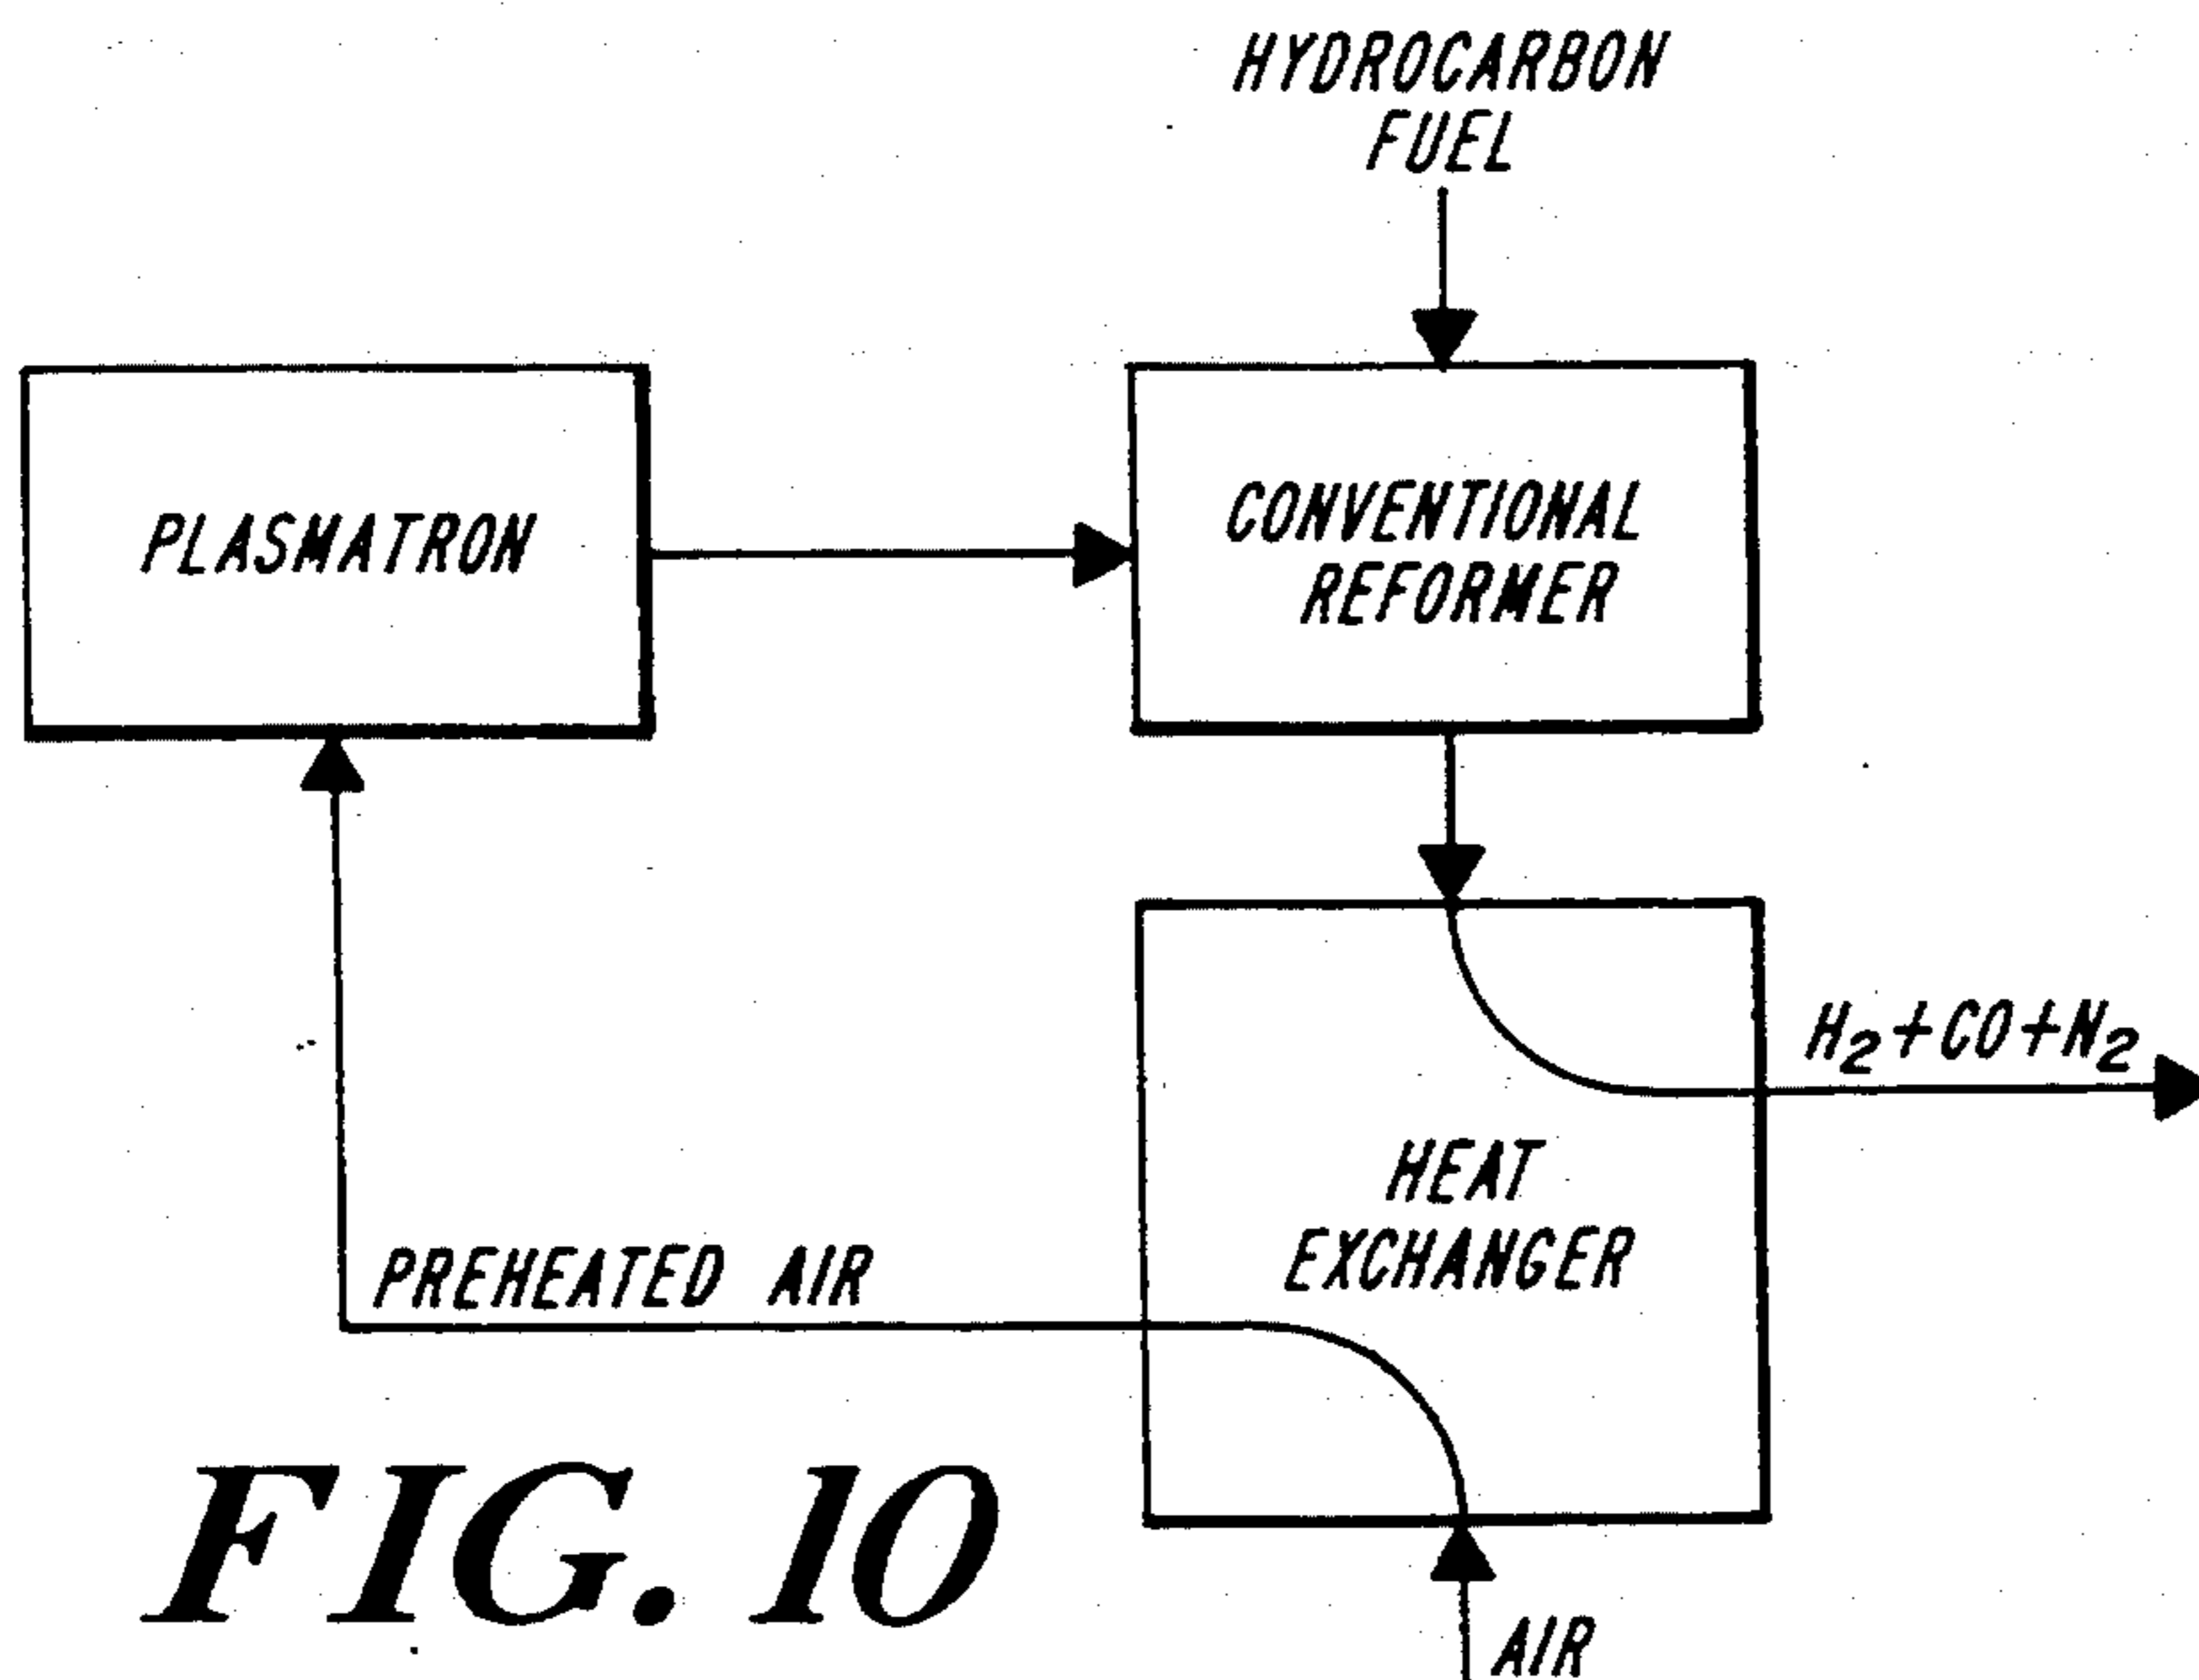 HYDROCARBON
FUEL
PLASMATRON
CONVENTIONAL
REFORMER
H₂+CO+N₂
HEAT
EXCHANGER
PREHEATED AIR
FIG. 10
AIR